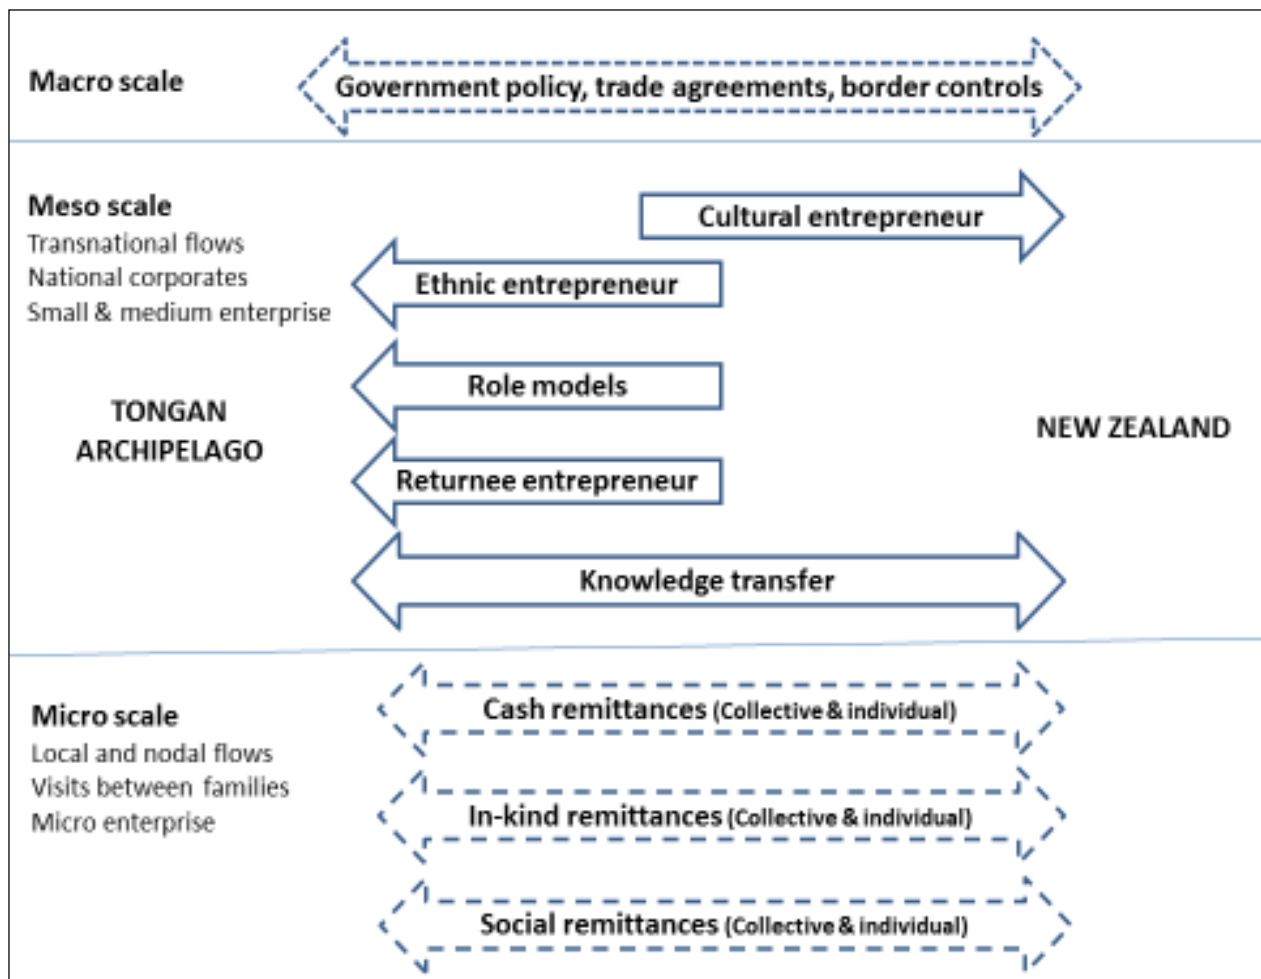 Macro scale
Government policy, trade agreements, border controls
Meso scale
Transnational flows
National corporates
Small & medium enterprise
Cultural entrepreneur
Ethnic entrepreneur
Role models
TONGAN
ARCHIPELAGO
NEW ZEALAND
Returnee entrepreneur
Knowledge transfer
Micro scale
Local and nodal flows
Visits between families
Micro enterprise
Cash remittances (Collective & individual)
In-kind remittances (Collective & individual)
Social remittances (Collective & individual)